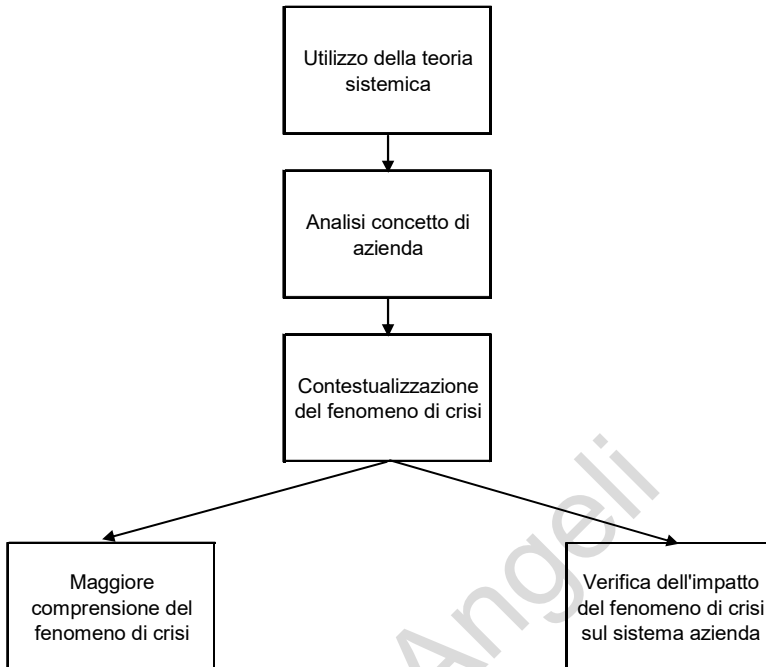 Utilizzo della teoria
sistemica
Analisi concetto di
azienda
Contestualizzazione
del fenomeno di crisi
Maggiore
comprensione del
fenomeno di crisi
Verifica dell'impatto
del fenomeno di crisi
sul sistema azienda
Angeli